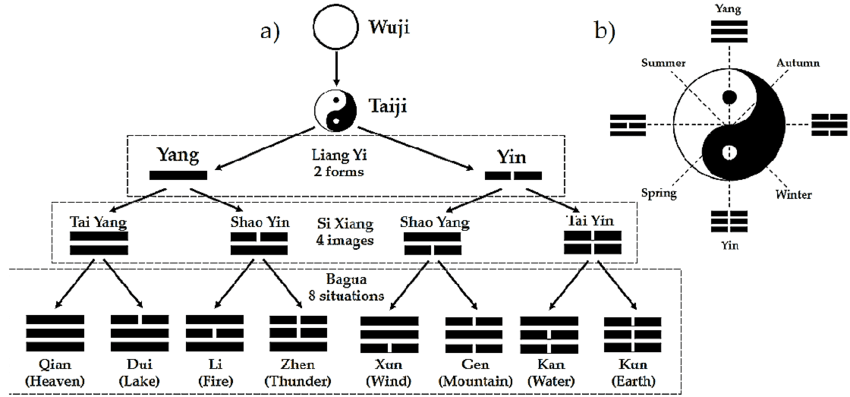 a)
Wuji
Taiji
Liang Yi
2 forms
Yang
Yin
Tai Yang
Shao Yin
Si Xiang
4 images
Shao Yang
Tai Yin
Bagua
8 situations
Qian
(Heaven)
Dui
(Lake)
Li
(Fire)
Zhen
(Thunder)
Xun
(Wind)
Gen
(Mountain)
Kan
(Water)
Kun
(Earth)
b)
Yang
Summer
Autumn
Spring
Winter
Yin